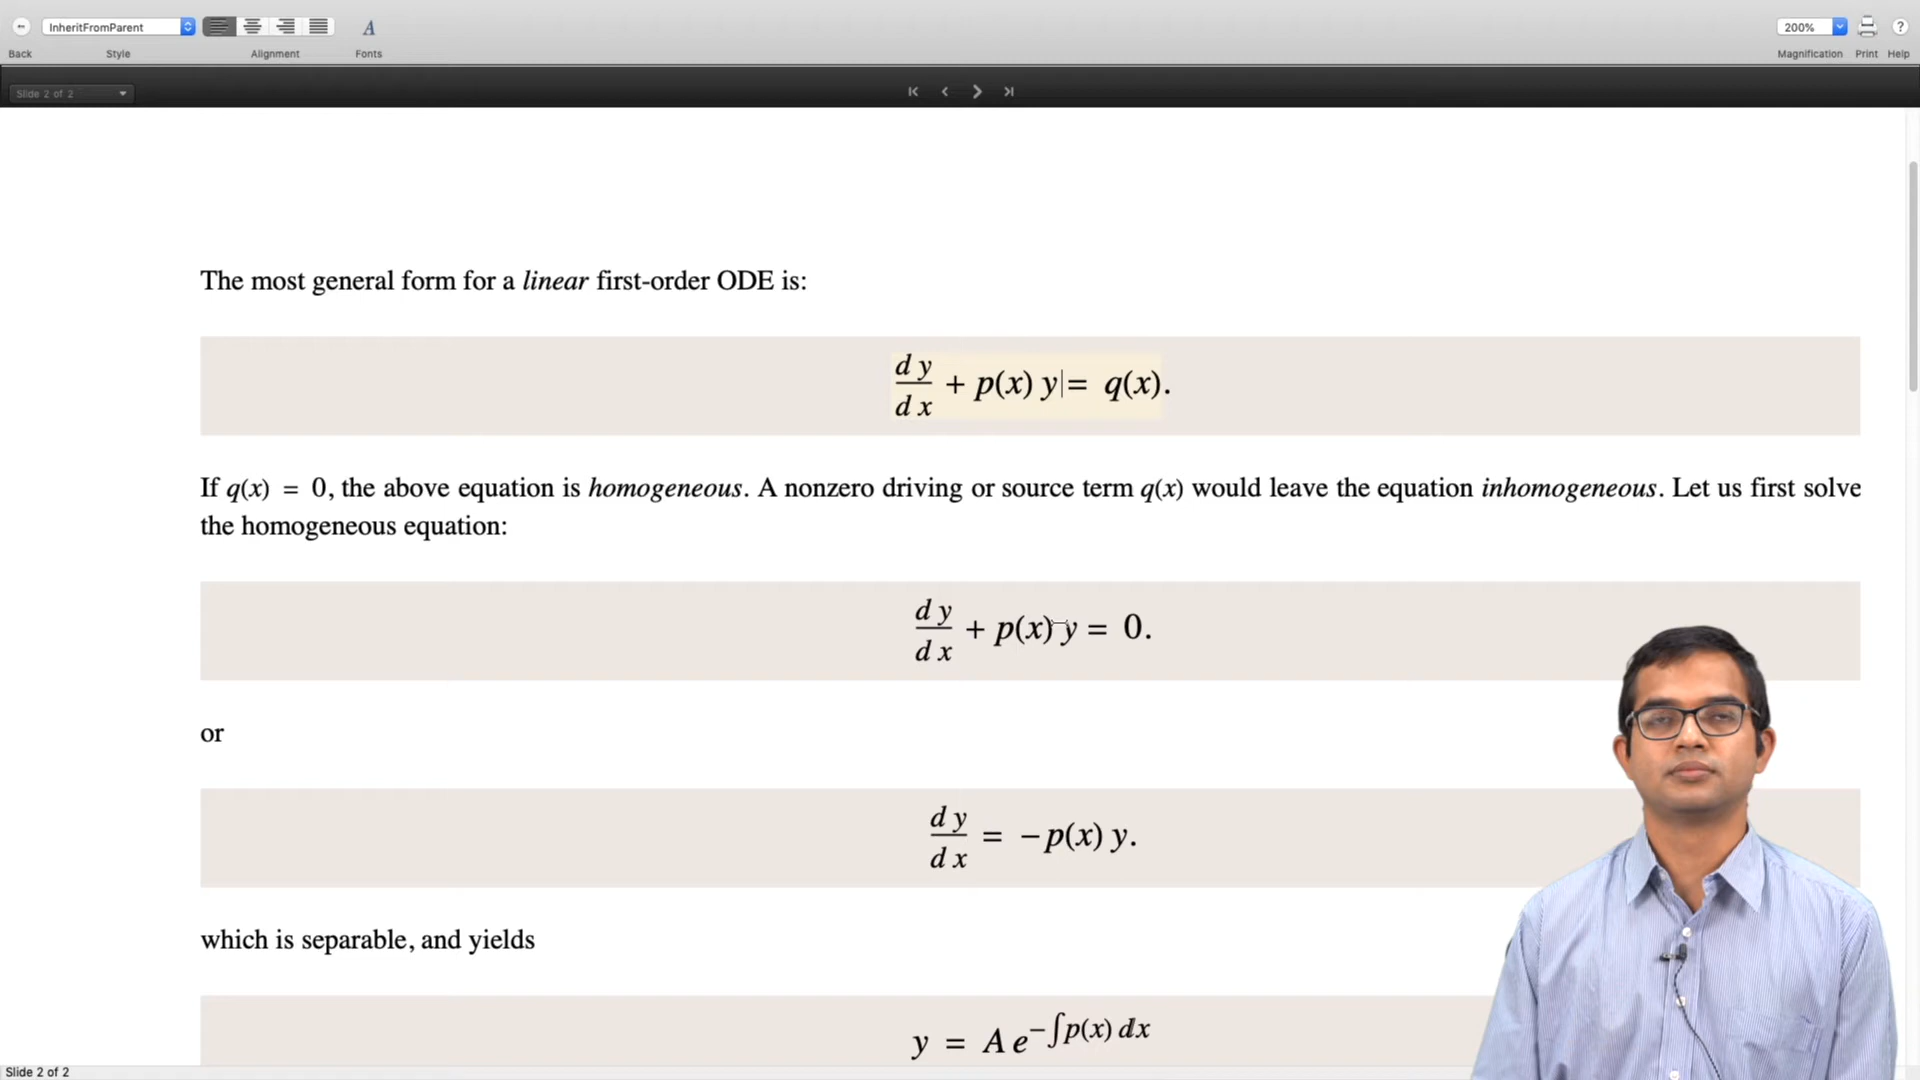 InheritFromParent
200%
Back
Style
Alignment
Fonts
Magnification
Print
Help
Slide 2 of 2
The most general form for a linear first-order ODE is:
dy/dx + p(x) y = q(x).
If q(x) = 0, the above equation is homogeneous. A nonzero driving or source term q(x) would leave the equation inhomogeneous. Let us first solve
the homogeneous equation:
dy/dx + p(x) y = 0.
or
dy/dx = −p(x) y.
which is separable, and yields
y = A e^−∫p(x) dx
Slide 2 of 2